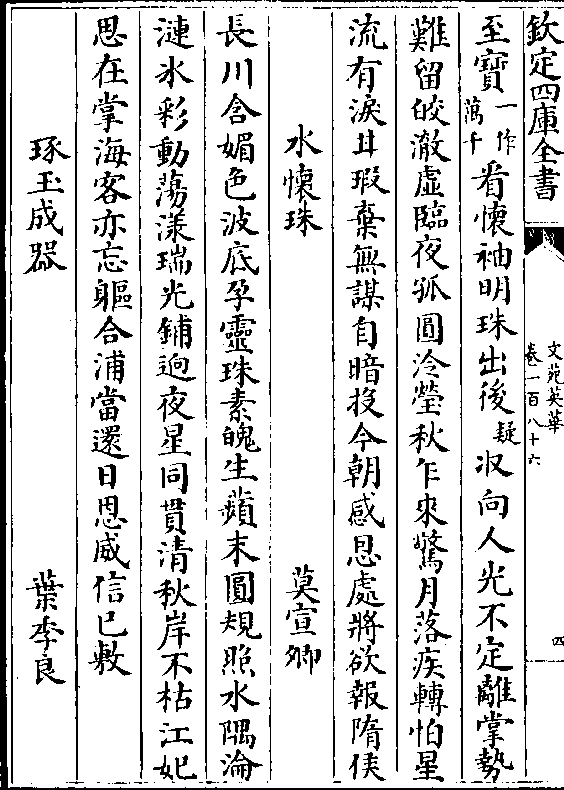 欽定四庫全書
文苑英華
卷一百八十六
四
至寶一作萬十看懷袖明珠出後疑收向人光不定離掌勢
難留皎澈虛臨夜孤圓冷瑩秋乍來驚月落疾轉怕星
流有淚甘瑕棄無謀自暗投今朝感恩處將欲報隋侯
水懷珠 莫宣卿
長川含媚色波底孕靈珠素魄生蘋末圓規照水隅淪
漣氷彩動蕩漾瑞光鋪迥夜星同貫清秋岸不枯江妃
思在掌海客亦忘軀合浦當還日恩威信已敷
琢玉成器 葉季良